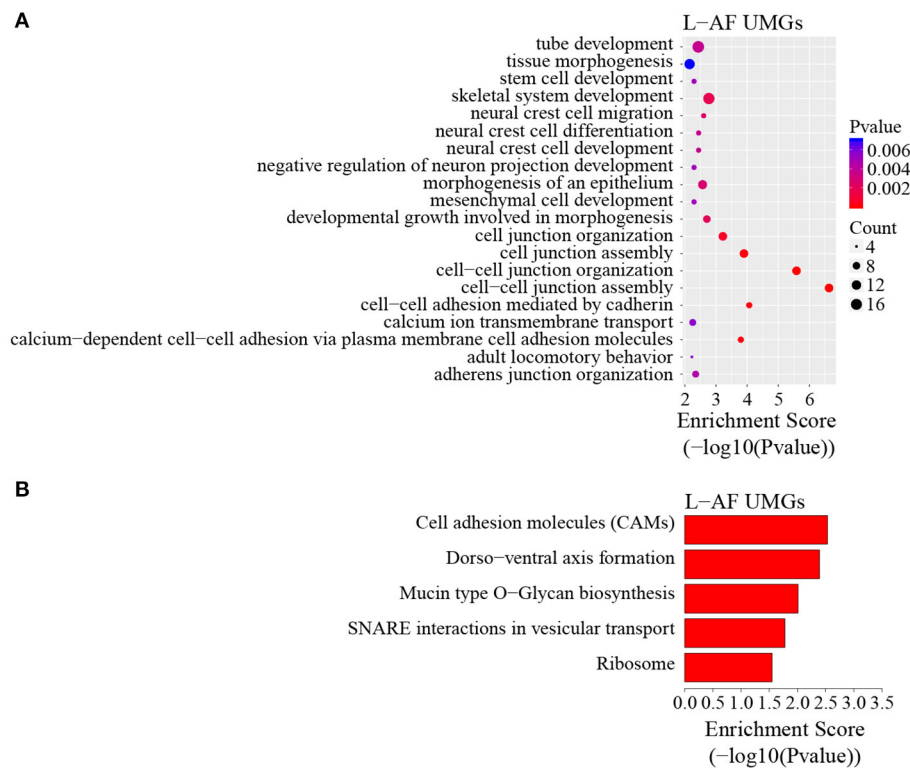 A
L−AF UMGs
tube development
tissue morphogenesis
stem cell development
skeletal system development
neural crest cell migration
neural crest cell differentiation
neural crest cell development
negative regulation of neuron projection development
morphogenesis of an epithelium
mesenchymal cell development
developmental growth involved in morphogenesis
cell junction organization
cell junction assembly
cell−cell junction organization
cell−cell junction assembly
cell−cell adhesion mediated by cadherin
calcium ion transmembrane transport
calcium−dependent cell−cell adhesion via plasma membrane cell adhesion molecules
adult locomotory behavior
adherens junction organization
2 3 4 5 6
Enrichment Score
(−log10(Pvalue))
Pvalue
0.006
0.004
0.002
Count
4
8
12
16
B
L−AF UMGs
Cell adhesion molecules (CAMs)
Dorso−ventral axis formation
Mucin type O−Glycan biosynthesis
SNARE interactions in vesicular transport
Ribosome
0.0 0.5 1.0 1.5 2.0 2.5 3.0 3.5
Enrichment Score
(−log10(Pvalue))